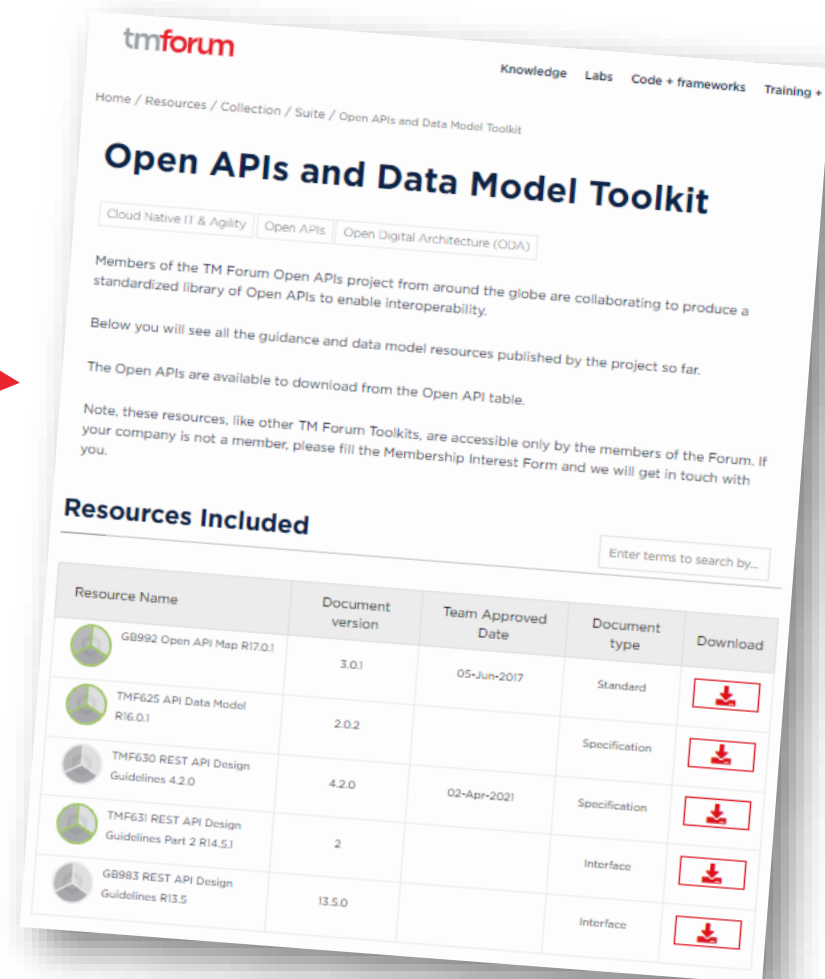 tmforum
Knowledge Labs Code + frameworks Training +
Home / Resources / Collection / Suite / Open APIs and Data Model Toolkit
Open APIs and Data Model Toolkit
Cloud Native IT & Agility Open APIs Open Digital Architecture (ODA)
Members of the TM Forum Open APIs project from around the globe are collaborating to produce a
standardized library of Open APIs to enable interoperability.
Below you will see all the guidance and data model resources published by the project so far.
The Open APIs are available to download from the Open API table.
Note, these resources, like other TM Forum Toolkits, are accessible only by the members of the Forum. If
your company is not a member, please fill the Membership Interest Form and we will get in touch with
you.
Resources Included
Enter terms to search by...
Resource Name Document version Team Approved Date Document type Download
GB992 Open API Map R17.0.1 3.0.1 05-Jun-2017 Standard
TMF625 API Data Model
R16.0.1 2.0.2 Specification
TMF630 REST API Design
Guidelines 4.2.0 4.2.0 02-Apr-2021 Specification
TMF631 REST API Design
Guidelines Part 2 R14.5.1 2 Interface
GB983 REST API Design
Guidelines R13.5 13.5.0 Interface